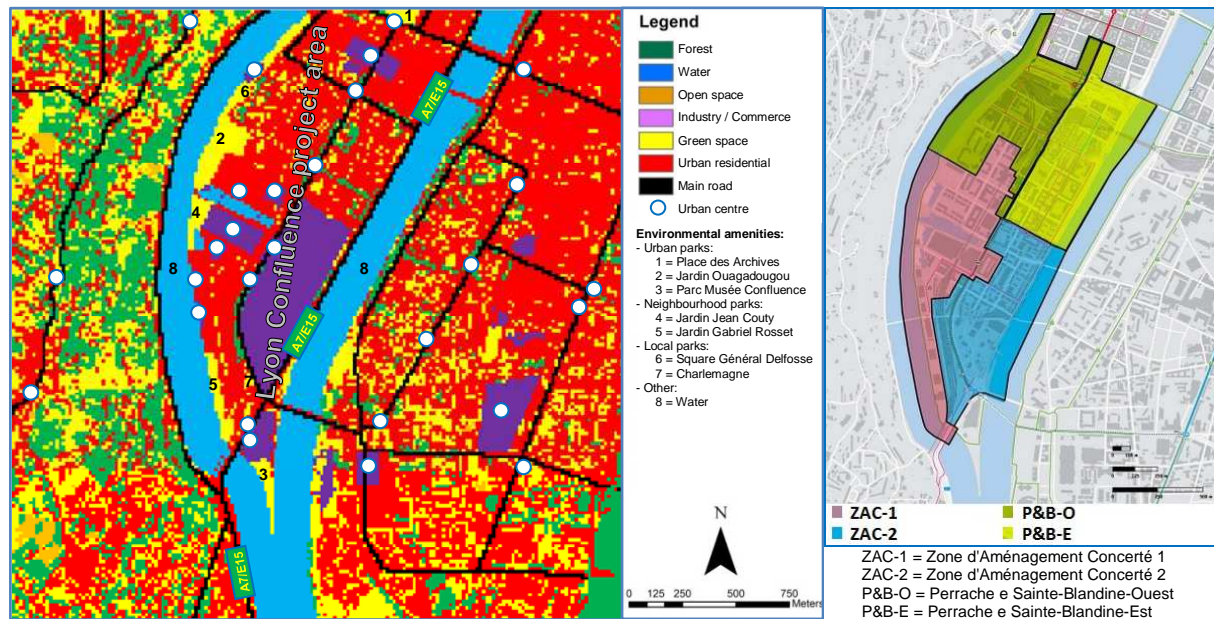 1
6
2
4
8
8
5
7
3
A7/E15
A7/E15
A7/E15
Lyon Confluence project area
Legend
Forest
Water
Open space
Industry / Commerce
Green space
Urban residential
Main road
Urban centre
Environmental amenities:
- Urban parks:
1 = Place des Archives
2 = Jardin Ouagadougou
3 = Parc Musée Confluence
- Neighbourhood parks:
4 = Jardin Jean Couty
5 = Jardin Gabriel Rosset
- Local parks:
6 = Square Général Delfosse
7 = Charlemagne
- Other:
8 = Water
N
0 125 250 500 750
Meters
ZAC-1 P&B-O
ZAC-2 P&B-E
ZAC-1 = Zone d'Aménagement Concerté 1
ZAC-2 = Zone d'Aménagement Concerté 2
P&B-O = Perrache e Sainte-Blandine-Ouest
P&B-E = Perrache e Sainte-Blandine-Est